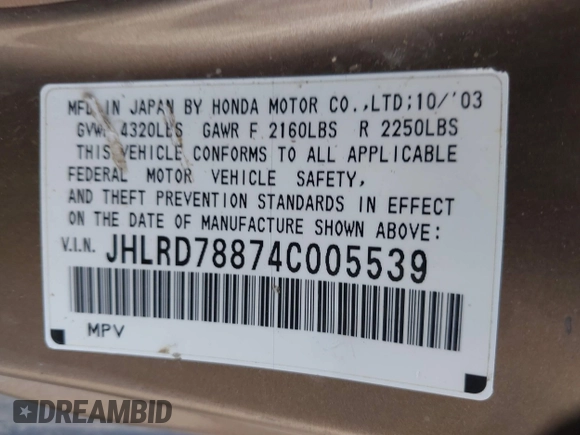 MFD IN JAPAN BY HONDA MOTOR CO.,LTD:10/'03
GVWR 4320LBS GAWR F 2160LBS R 2250LBS
THIS VEHICLE CONFORMS TO ALL APPLICABLE
FEDERAL MOTOR VEHICLE SAFETY,
AND THEFT PREVENTION STANDARDS IN EFFECT
ON THE DATE OF MANUFACTURE SHOWN ABOVE:
V.I.N. JHLRD78874C005539
MPV
DREAMBID